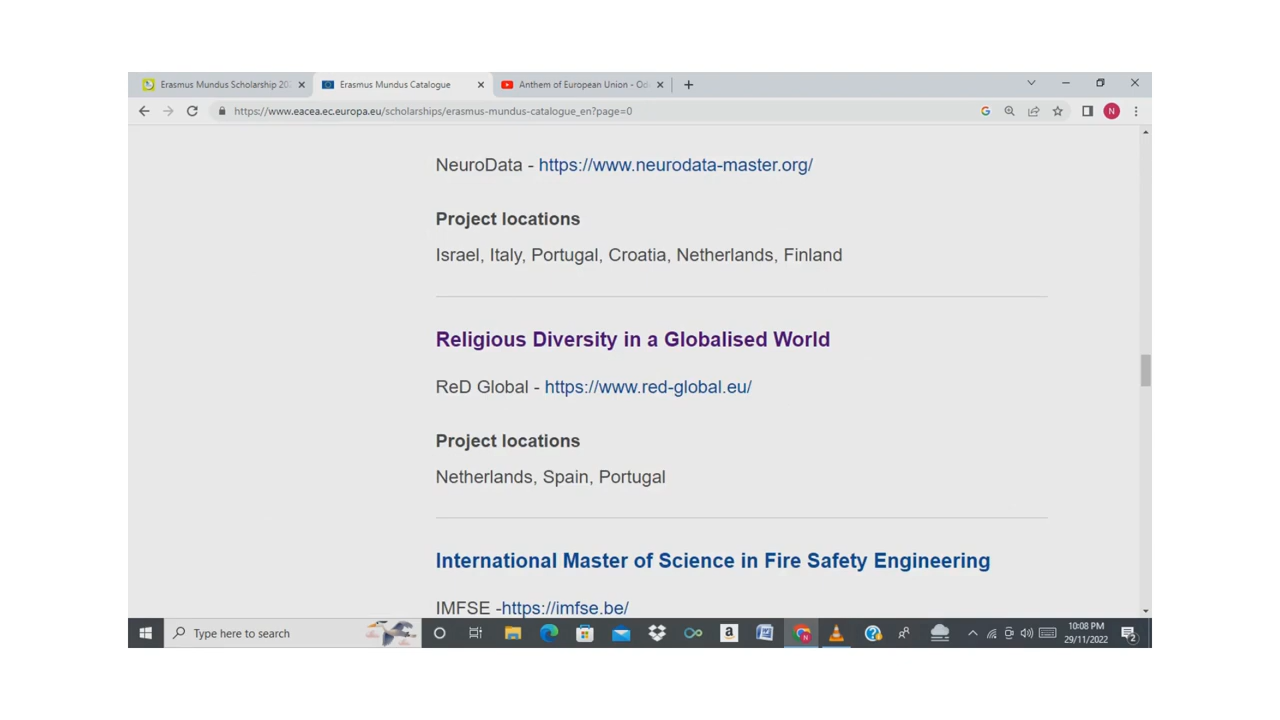 Erasmus Mundus Scholarship 202
Erasmus Mundus Catalogue
Anthem of European Union - Od
https://www.eacea.ec.europa.eu/scholarships/erasmus-mundus-catalogue_en?page=0
G
N
NeuroData - https://www.neurodata-master.org/
Project locations
Israel, Italy, Portugal, Croatia, Netherlands, Finland
Religious Diversity in a Globalised World
ReD Global - https://www.red-global.eu/
Project locations
Netherlands, Spain, Portugal
International Master of Science in Fire Safety Engineering
IMFSE -https://imfse.be/
Type here to search
a
N
10:08 PM
29/11/2022
2